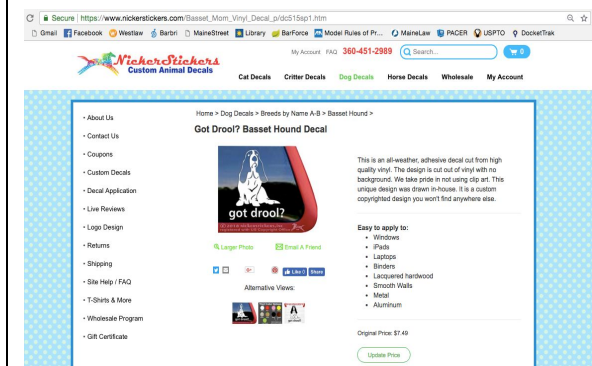 Secure | https://www.nickerstickers.com/Basset_Mom_Vinyl_Decal_p/dc515sp1.htm
Gmail Facebook Westlaw Barbri MaineStreet Library BarForce Model Rules of Pr... MaineLaw PACER USPTO DocketTrak
My Account FAQ 360-451-2989 Search... 0
NickerStickers
Custom Animal Decals
Cat Decals Critter Decals Dog Decals Horse Decals Wholesale My Account
• About Us
• Contact Us
• Coupons
• Custom Decals
• Decal Application
• Live Reviews
• Logo Design
• Returns
• Shipping
• Site Help / FAQ
• T-Shirts & More
• Wholesale Program
• Gift Certificate
Home > Dog Decals > Breeds by Name A-B > Basset Hound >
Got Drool? Basset Hound Decal
got drool?
Larger Photo Email A Friend
Like 0 Share
Alternative Views:
This is an all-weather, adhesive decal cut from high
quality vinyl. The design is cut out of vinyl with no
background. We take pride in not using clip art. This
unique design was drawn in-house. It is a custom
copyrighted design you won't find anywhere else.
Easy to apply to:
• Windows
• iPads
• Laptops
• Binders
• Lacquered hardwood
• Smooth Walls
• Metal
• Aluminum
Original Price: $7.49
Update Price